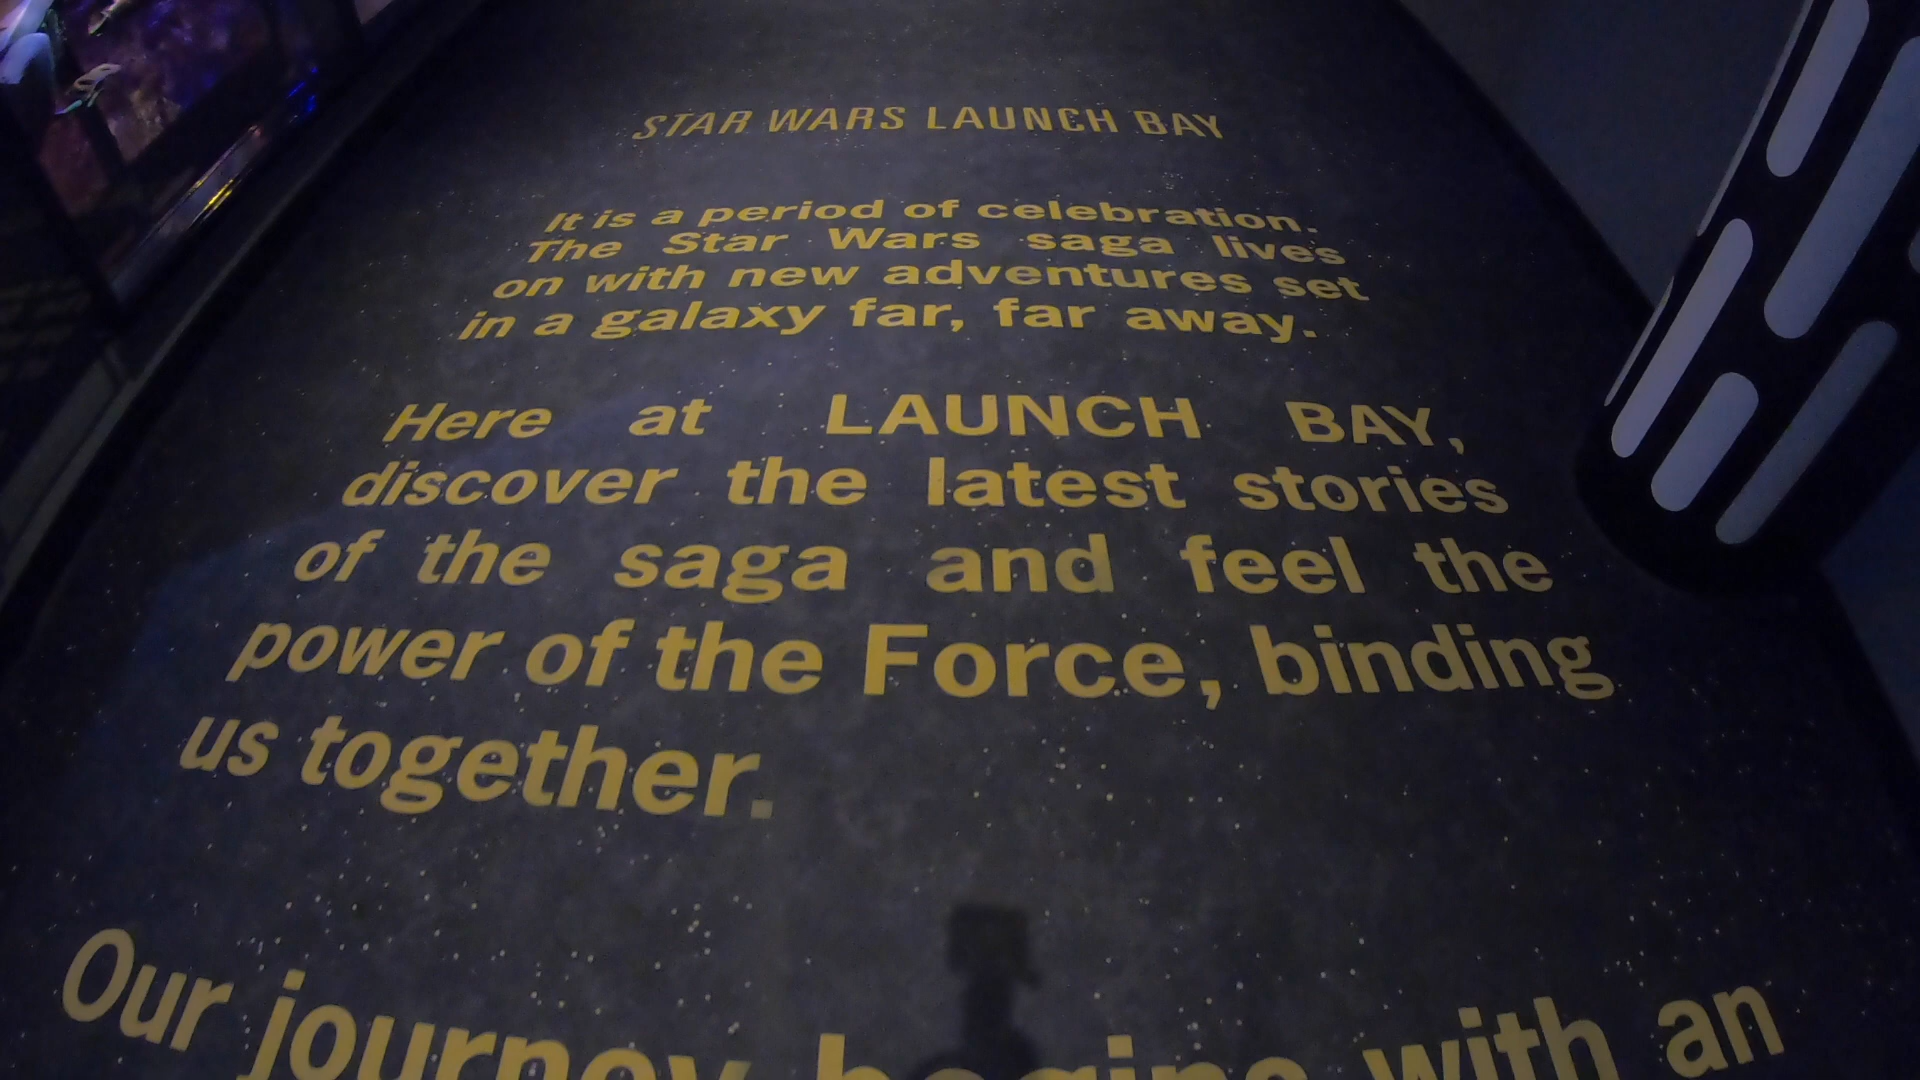 STAR WARS LAUNCH BAY
It is a period of celebration.
The Star Wars saga lives
on with new adventures set
in a galaxy far, far away.
Here at LAUNCH BAY,
discover the latest stories
of the saga and feel the
power of the Force, binding
us together.
Our journey begins with an